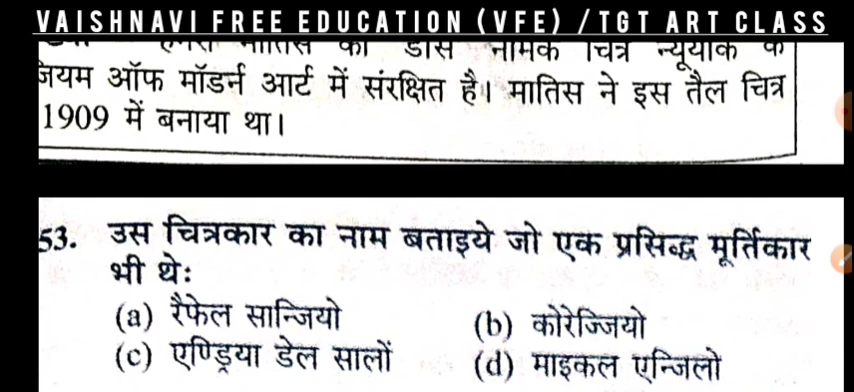 VAISHNAVI FREE EDUCATION (VFE) / TGT ART CLASS
मातिस का डांस नामक चित्र न्यूयॉर्क
जियम ऑफ मॉडर्न आर्ट में संरक्षित है। मातिस ने इस तैल चित्र
1909 में बनाया था।
53. उस चित्रकार का नाम बताइये जो एक प्रसिद्ध मूर्तिकार
भी थेः
(a) रैफेल सान्जियो (b) कोरेज्जियो
(c) एण्ड्रिया डेल सार्लो (d) माइकल एन्जिलो